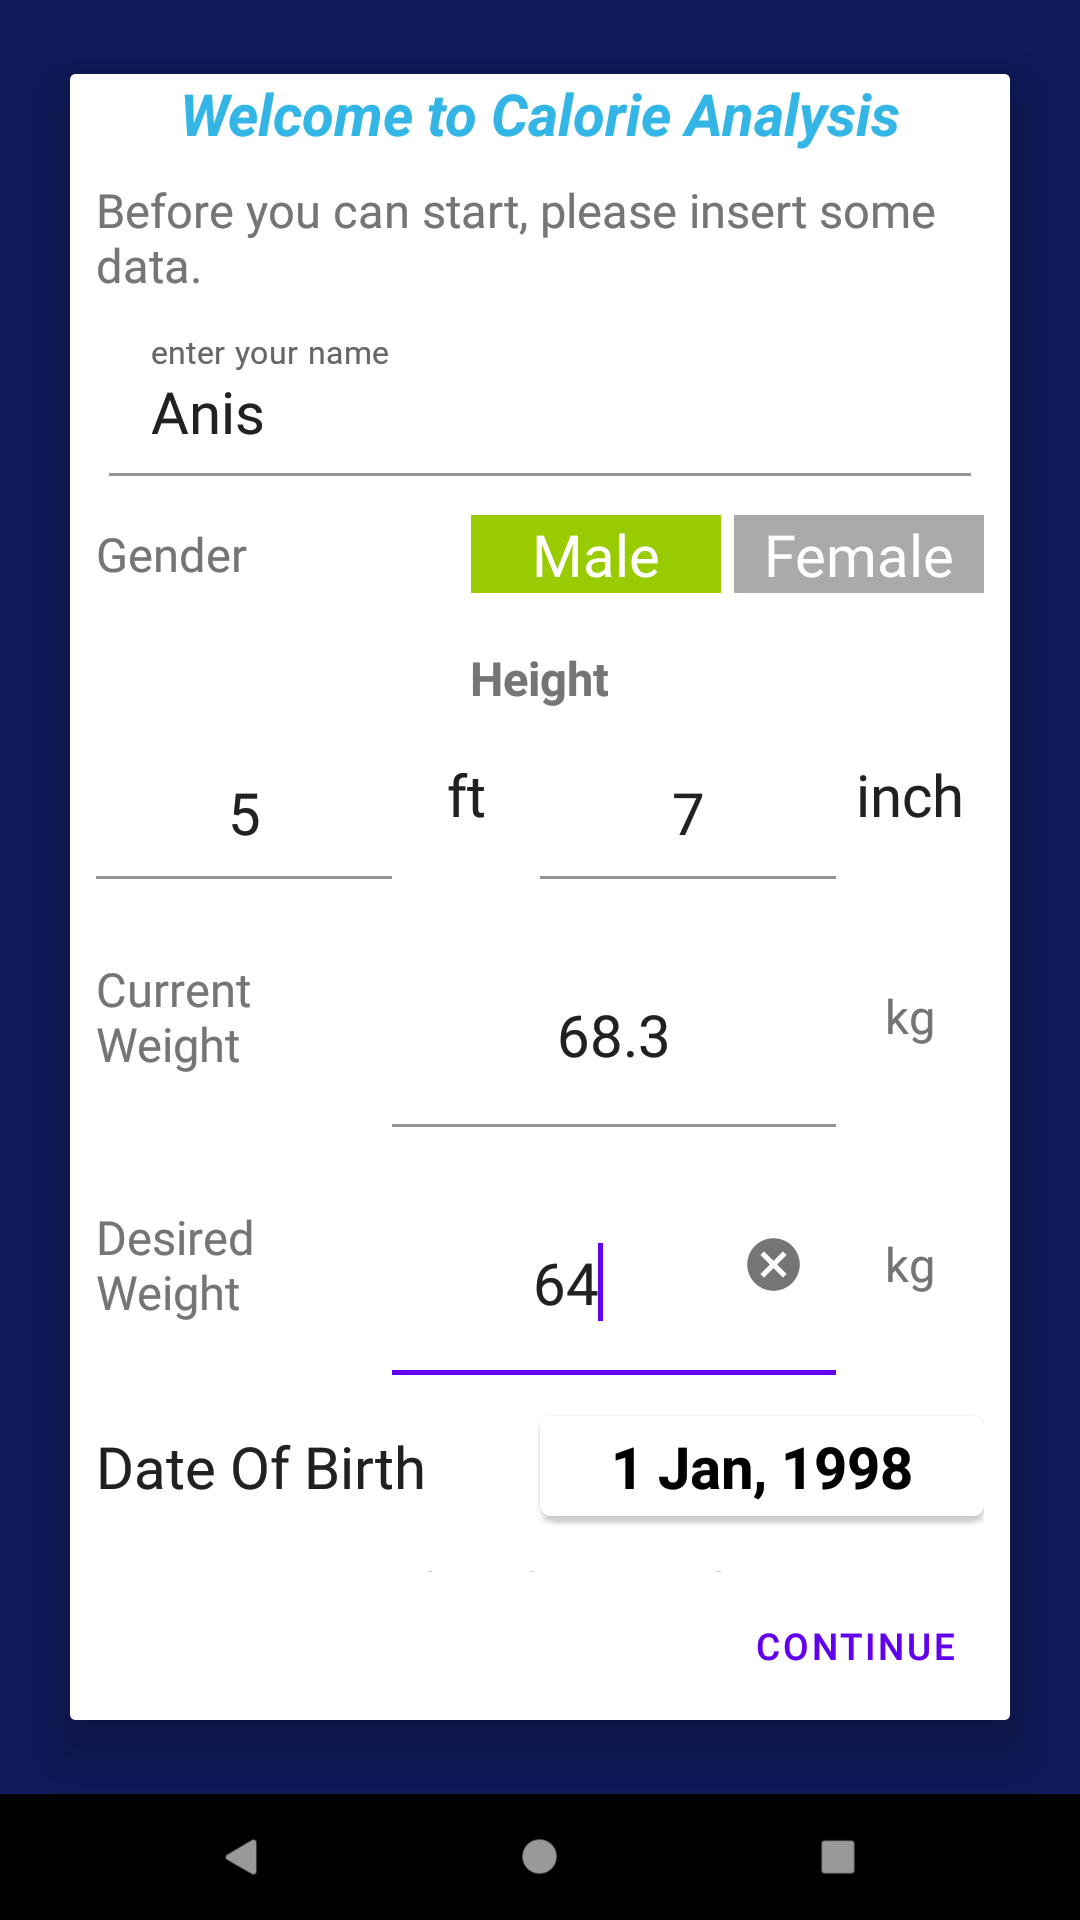 Welcome to Calorie Analysis
Before you can start, please insert some
data.
enter your name
Anis
Gender Male Female
Height
5 ft 7 inch
Current
Weight
68.3 kg
Desired
Weight
64 kg
Date Of Birth 1 Jan, 1998
CONTINUE